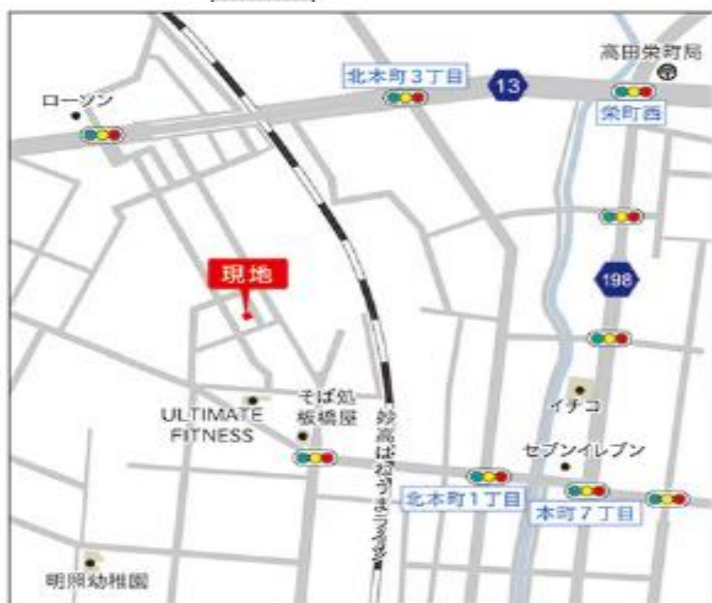 高田栄町局
北本町3丁目
13
ローソン
栄町西
現地
198
イチコ
そば処
板橋屋
ULTIMATE
FITNESS
妙高はねうまライン
セブンイレブン
北本町1丁目
本町7丁目
明照幼稚園